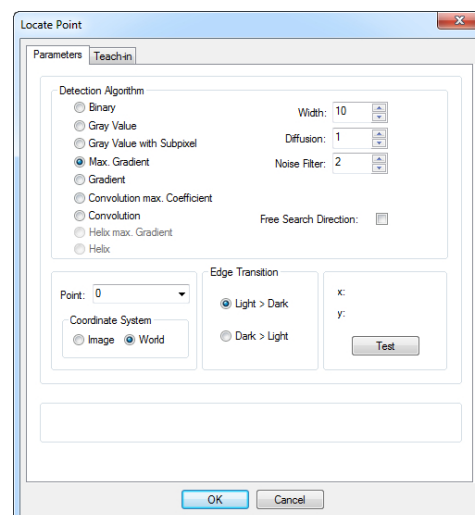 Locate Point
x
Parameters
Teach-in
Detection Algorithm
Binary
Gray Value
Gray Value with Subpixel
Max. Gradient
Gradient
Convolution max. Coefficient
Convolution
Helix max. Gradient
Helix
Width: 10
Diffusion: 1
Noise Filter: 2
Free Search Direction:
Point: 0
Coordinate System
Image World
Edge Transition
Light > Dark
Dark > Light
x:
y:
Test
OK Cancel